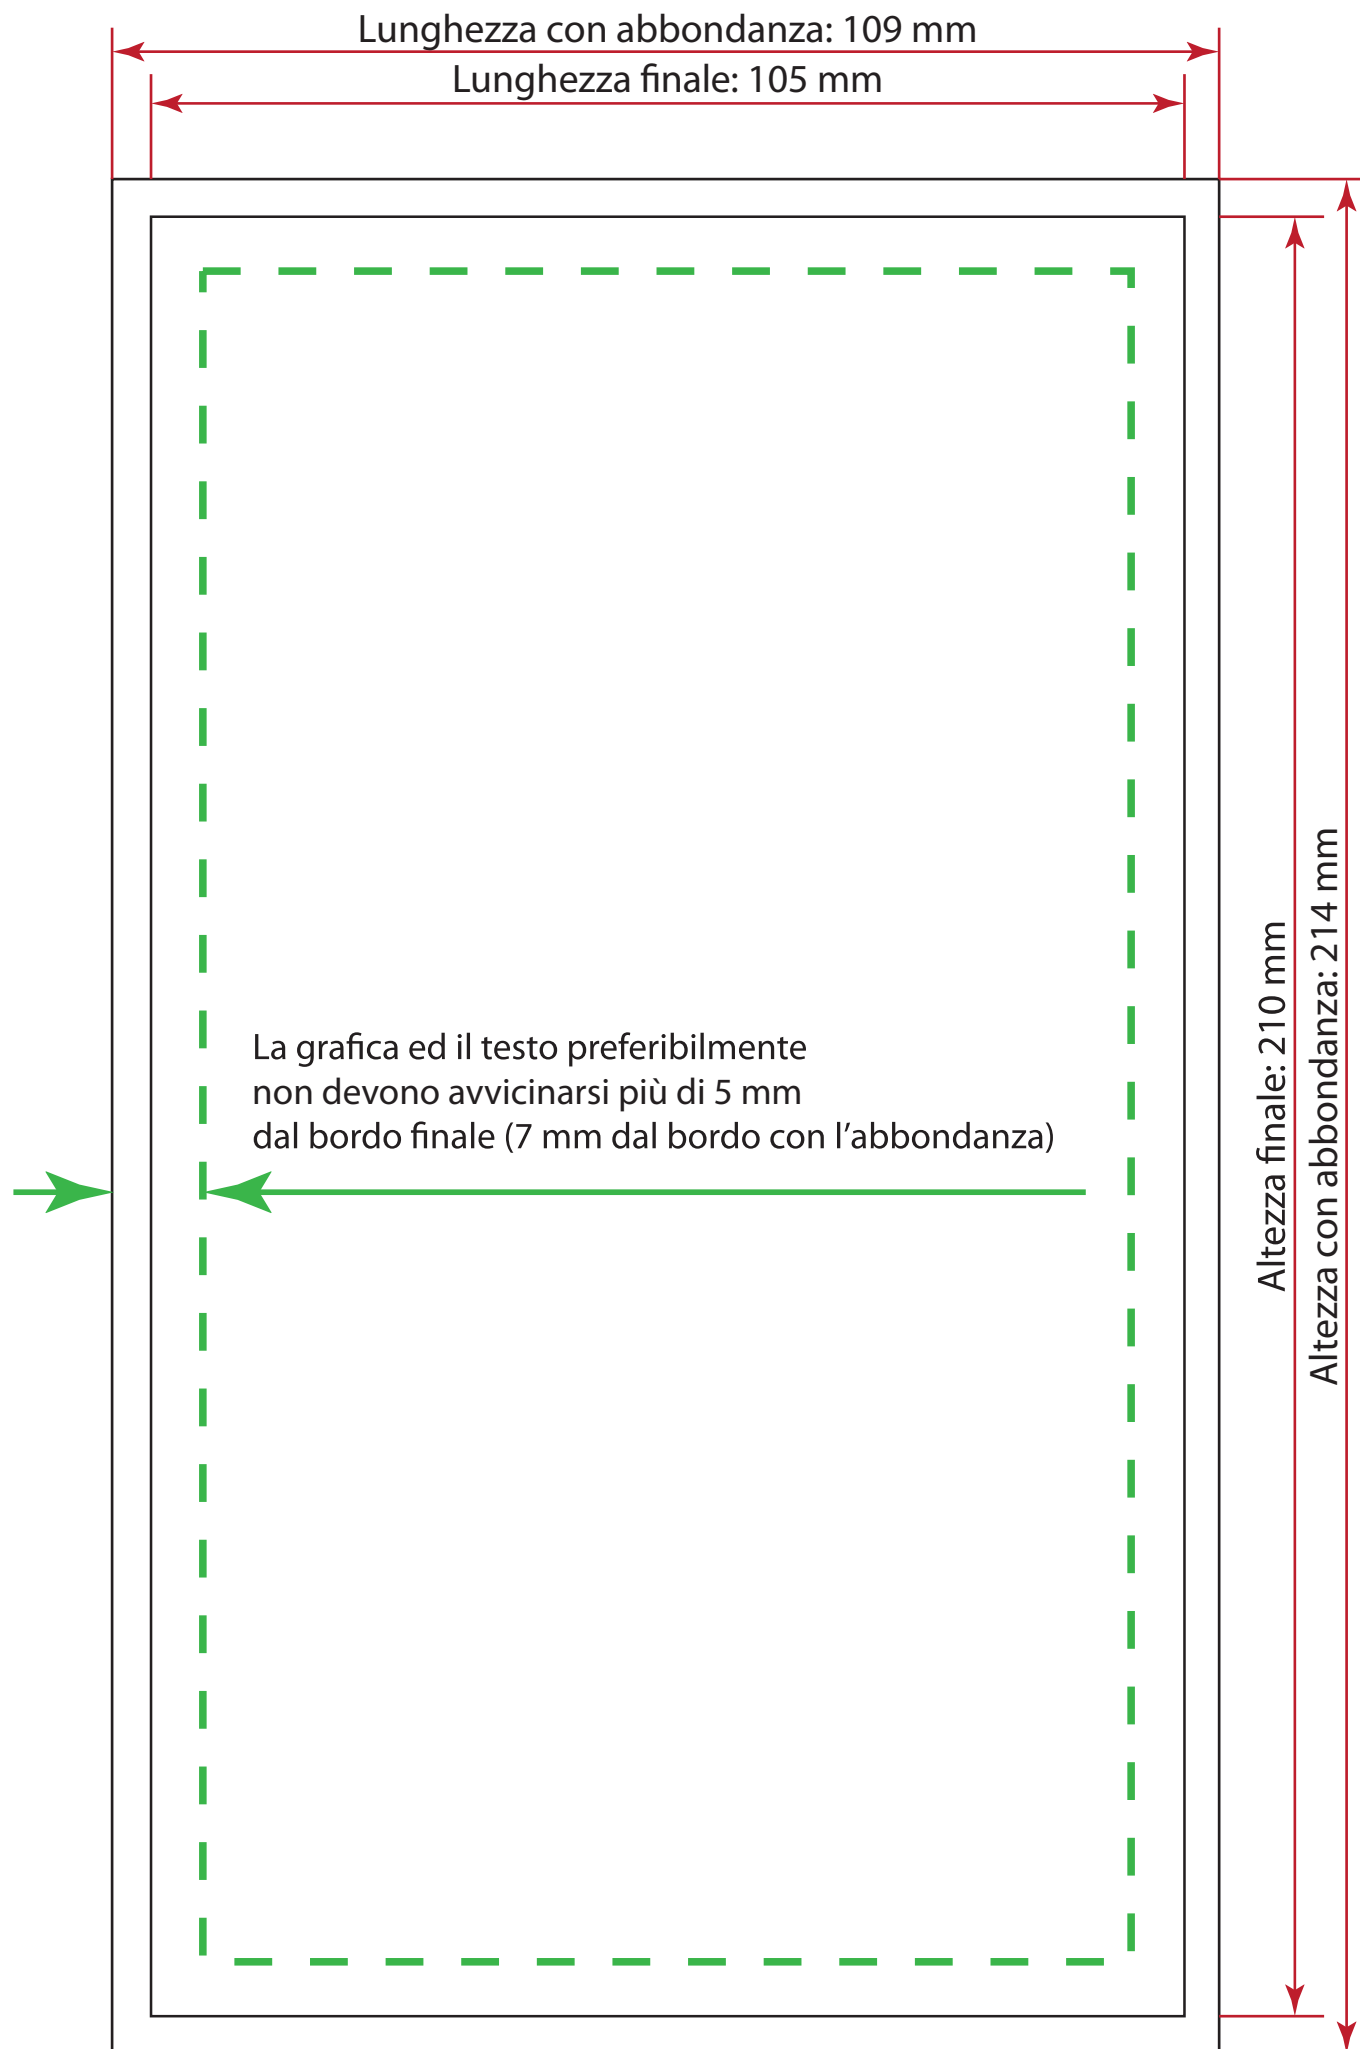 Lunghezza con abbondanza: 109 mm
Lunghezza finale: 105 mm
La grafica ed il testo preferibilmente
non devono avvicinarsi più di 5 mm
dal bordo finale (7 mm dal bordo con l'abbondanza)
Altezza finale: 210 mm
Altezza con abbondanza: 214 mm